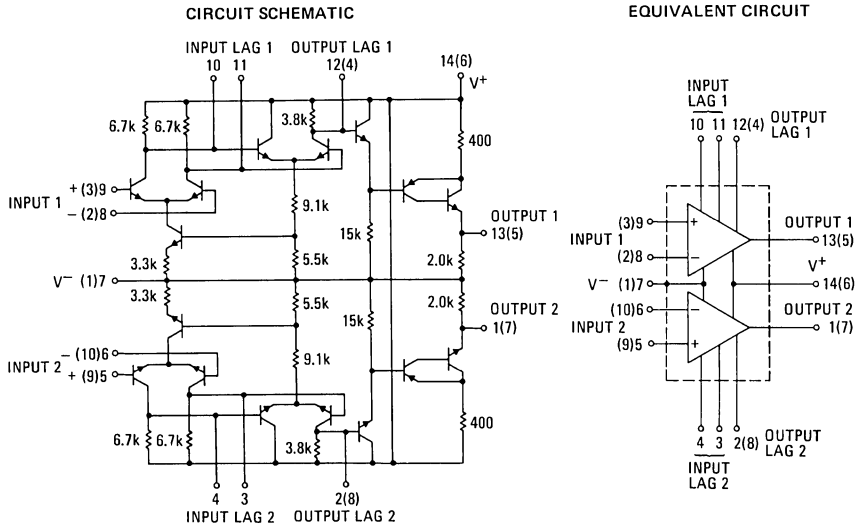 CIRCUIT SCHEMATIC
INPUT LAG 1 OUTPUT LAG 1
10 11 12(4) 14(6)
V+
6.7k 6.7k 3.8k 400
INPUT 1
+ (3)9
− (2)8
9.1k
15k
OUTPUT 1
13(5)
3.3k 5.5k 2.0k
V− (1)7
3.3k 5.5k 2.0k
15k
OUTPUT 2
1(7)
INPUT 2
− (10)6
+ (9)5
9.1k
6.7k 6.7k 3.8k 400
4 3 2(8)
INPUT LAG 2 OUTPUT LAG 2
EQUIVALENT CIRCUIT
INPUT
LAG 1
10 11 12(4)
OUTPUT
LAG 1
INPUT 1
(3)9 +
(2)8 −
OUTPUT 1
13(5)
V− (1)7
V+
14(6)
INPUT 2
(10)6 −
(9)5 +
OUTPUT 2
1(7)
4 3 2(8)
OUTPUT
LAG 2
INPUT
LAG 2